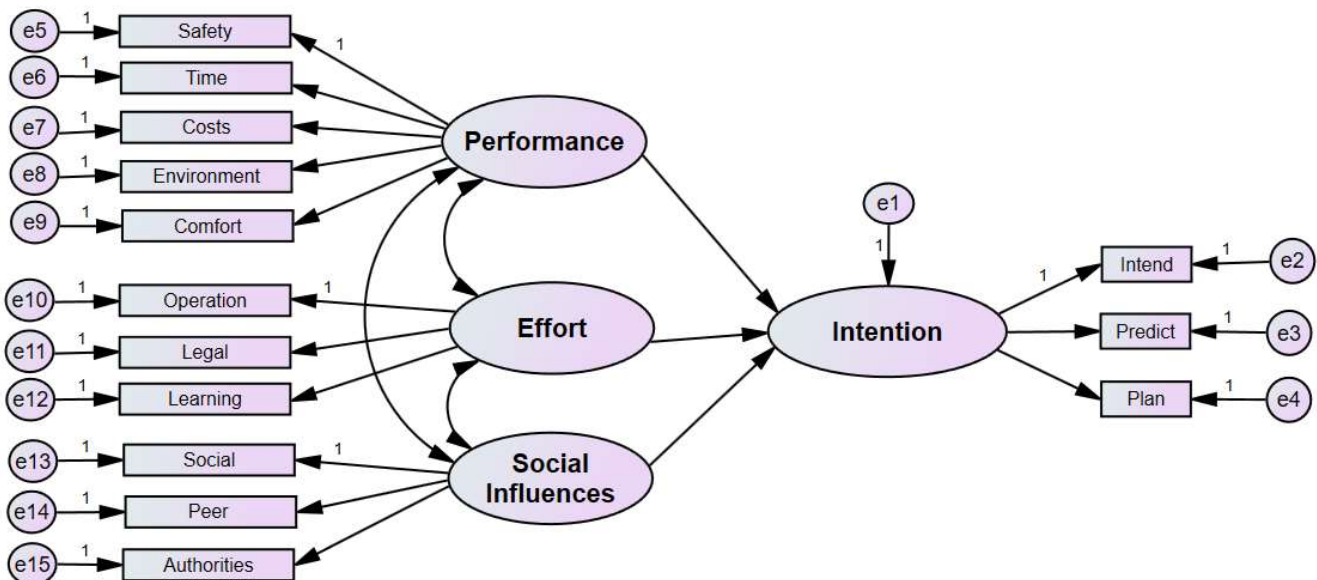 e5 1 Safety 1
e6 1 Time
e7 1 Costs
e8 1 Environment
e9 1 Comfort
Performance
e10 1 Operation 1
e11 1 Legal
e12 1 Learning
Effort
e13 1 Social 1
e14 1 Peer
e15 1 Authorities
Social
Influences
e1
1
Intention
1 Intend 1 e2
Predict 1 e3
Plan 1 e4